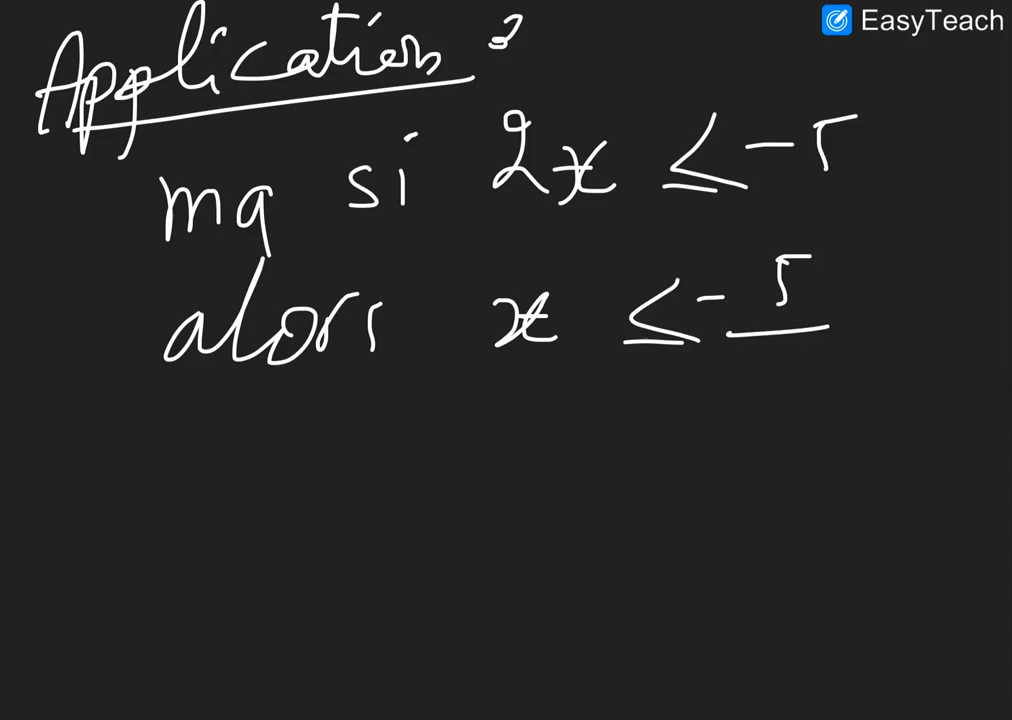 EasyTeach
Application :
mq si 2x ≤ -5
alors x ≤ - 5